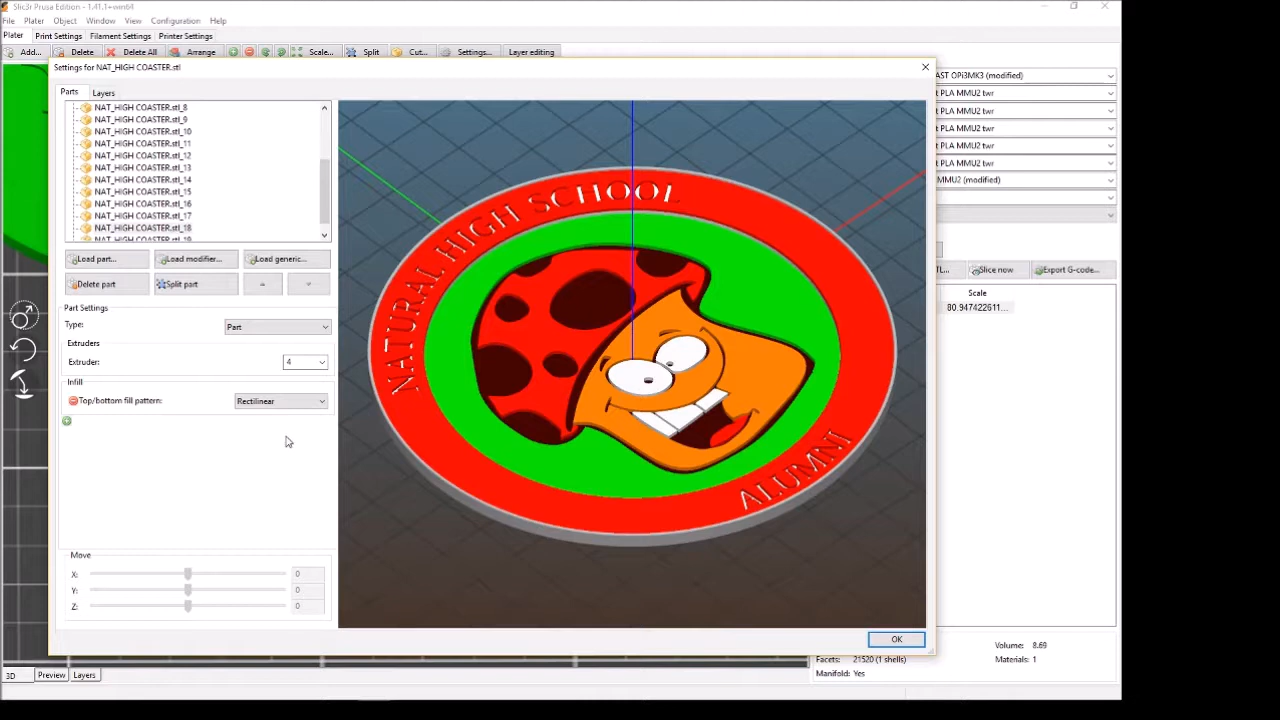 Slic3r Prusa Edition - 1.41.1+win64
File Plater Object Window View Configuration Help
Plater Print Settings Filament Settings Printer Settings
Add... Delete Delete All Arrange Scale... Split Cut... Settings... Layer editing
Settings for NAT_HIGH COASTER.stl
Parts Layers
NAT_HIGH COASTER.stl_8
NAT_HIGH COASTER.stl_9
NAT_HIGH COASTER.stl_10
NAT_HIGH COASTER.stl_11
NAT_HIGH COASTER.stl_12
NAT_HIGH COASTER.stl_13
NAT_HIGH COASTER.stl_14
NAT_HIGH COASTER.stl_15
NAT_HIGH COASTER.stl_16
NAT_HIGH COASTER.stl_17
NAT_HIGH COASTER.stl_18
NAT_HIGH COASTER.stl_19
Load part... Load modifier... Load generic...
Delete part Split part
Part Settings
Type: Part
Extruders
Extruder: 4
Infill
Top/bottom fill pattern: Rectilinear
Move
X: 0
Y: 0
Z: 0
NATURAL HIGH SCHOOL
ALUMNI
OK
AST OPi3MK3 (modified)
t PLA MMU2 twr
t PLA MMU2 twr
t PLA MMU2 twr
t PLA MMU2 twr
t PLA MMU2 twr
MMU2 (modified)
TL... Slice now Export G-code...
Scale
80.947422611...
Volume: 8.69
Facets: 21520 (1 shells) Materials: 1
Manifold: Yes
3D Preview Layers